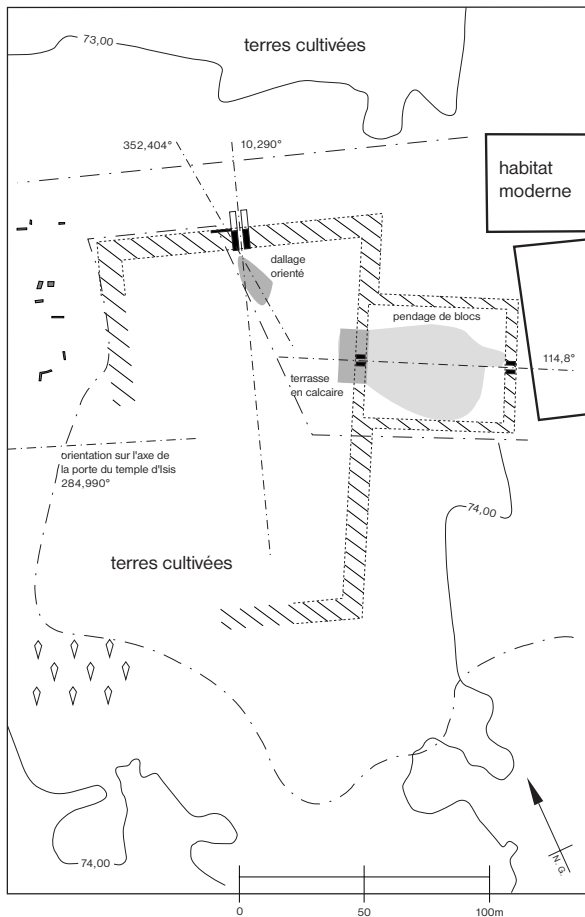 terres cultivées
73,00
352,404°
10,290°
habitat
moderne
dallage
orienté
pendage de blocs
114,8°
terrasse
en calcaire
orientation sur l'axe de
la porte du temple d'Isis
284,990°
74,00
terres cultivées
74,00
N. G.
0
50
100m